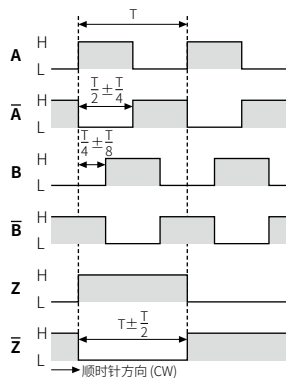 T
A H
L
A̅ H T/2 ± T/4
L
T/4 ± T/8
B H
L
B̅ H
L
Z H
L
Z̅ H T ± T/2
L
顺时针方向 (CW)